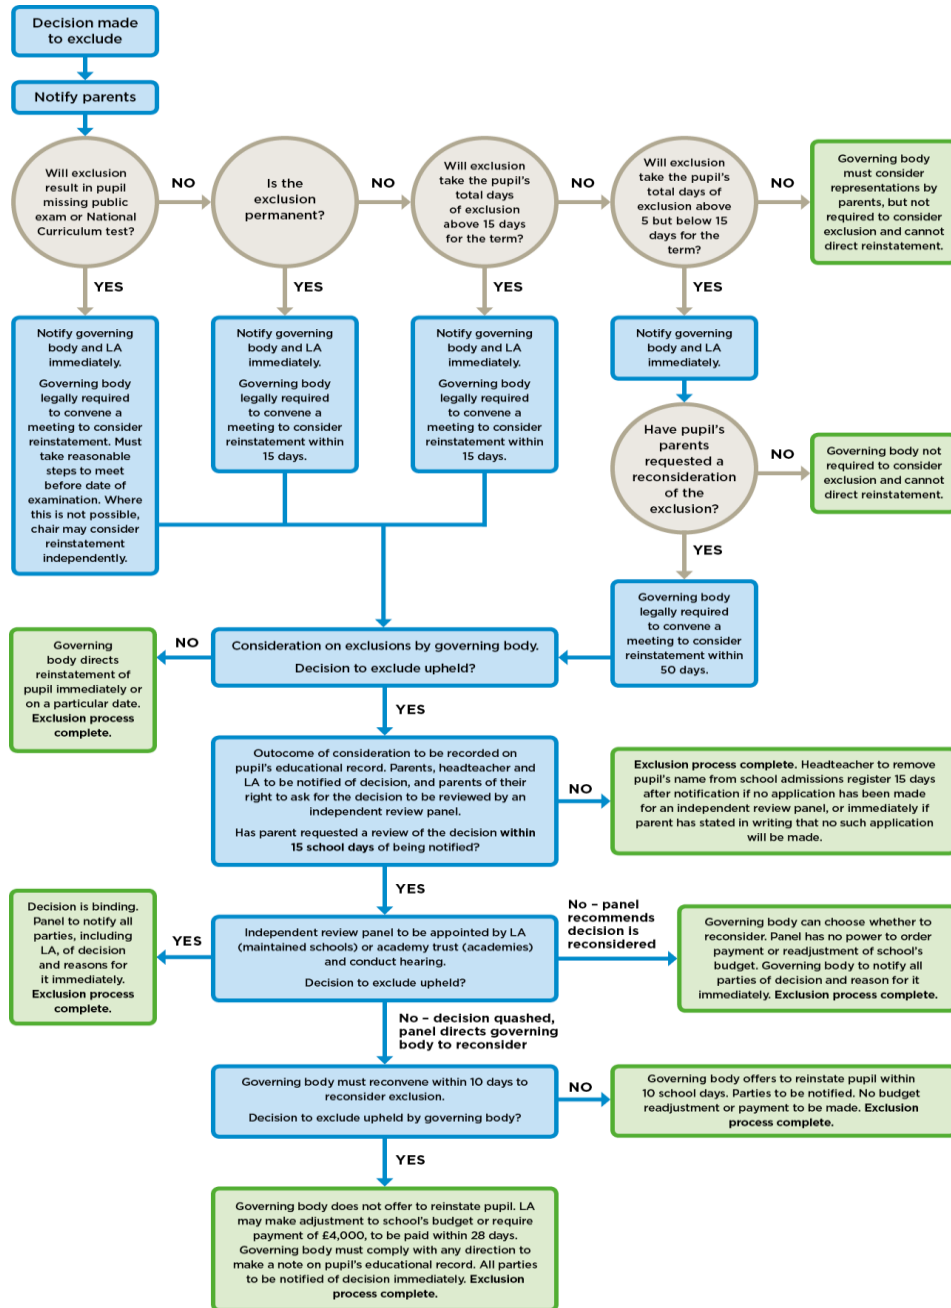 Decision made
to exclude
Notify parents
Will exclusion
result in pupil
missing public
exam or National
Curriculum test?
NO
Is the
exclusion
permanent?
NO
Will exclusion
take the pupil's
total days
of exclusion
above 15 days
for the term?
NO
Will exclusion
take the pupil's
total days of
exclusion above
5 but below 15
days for the
term?
NO
Governing body
must consider
representations by
parents, but not
required to consider
exclusion and cannot
direct reinstatement.
YES
YES
YES
YES
Notify governing
body and LA
immediately.
Governing body
legally required
to convene a
meeting to consider
reinstatement. Must
take reasonable
steps to meet
before date of
examination. Where
this is not possible,
chair may consider
reinstatement
independently.
Notify governing
body and LA
immediately.
Governing body
legally required
to convene a
meeting to consider
reinstatement within
15 days.
Notify governing
body and LA
immediately.
Governing body
legally required
to convene a
meeting to consider
reinstatement within
15 days.
Notify governing
body and LA
immediately.
Have pupil's
parents
requested a
reconsideration
of the
exclusion?
NO
Governing body not
required to consider
exclusion and cannot
direct reinstatement.
YES
Governing body
legally required
to convene a
meeting to consider
reinstatement within
50 days.
Consideration on exclusions by governing body.
Decision to exclude upheld?
NO
Governing
body directs
reinstatement of
pupil immediately or
on a particular date.
Exclusion process
complete.
YES
Outocome of consideration to be recorded on
pupil's educational record. Parents, headteacher and
LA to be notified of decision, and parents of their
right to ask for the decision to be reviewed by an
independent review panel.
Has parent requested a review of the decision within
15 school days of being notified?
NO
Exclusion process complete. Headteacher to remove
pupil's name from school admissions register 15 days
after notification if no application has been made
for an independent review panel, or immediately if
parent has stated in writing that no such application
will be made.
YES
Independent review panel to be appointed by LA
(maintained schools) or academy trust (academies)
and conduct hearing.
Decision to exclude upheld?
YES
Decision is binding.
Panel to notify all
parties, including
LA, of decision
and reasons for
it immediately.
Exclusion process
complete.
No – panel
recommends
decision is
reconsidered
Governing body can choose whether to
reconsider. Panel has no power to order
payment or readjustment of school's
budget. Governing body to notify all
parties of decision and reason for it
immediately. Exclusion process complete.
No – decision quashed,
panel directs governing
body to reconsider
Governing body must reconvene within 10 days to
reconsider exclusion.
Decision to exclude upheld by governing body?
NO
Governing body offers to reinstate pupil within
10 school days. Parties to be notified. No budget
readjustment or payment to be made. Exclusion
process complete.
YES
Governing body does not offer to reinstate pupil. LA
may make adjustment to school's budget or require
payment of £4,000, to be paid within 28 days.
Governing body must comply with any direction to
make a note on pupil's educational record. All parties
to be notified of decision immediately. Exclusion
process complete.